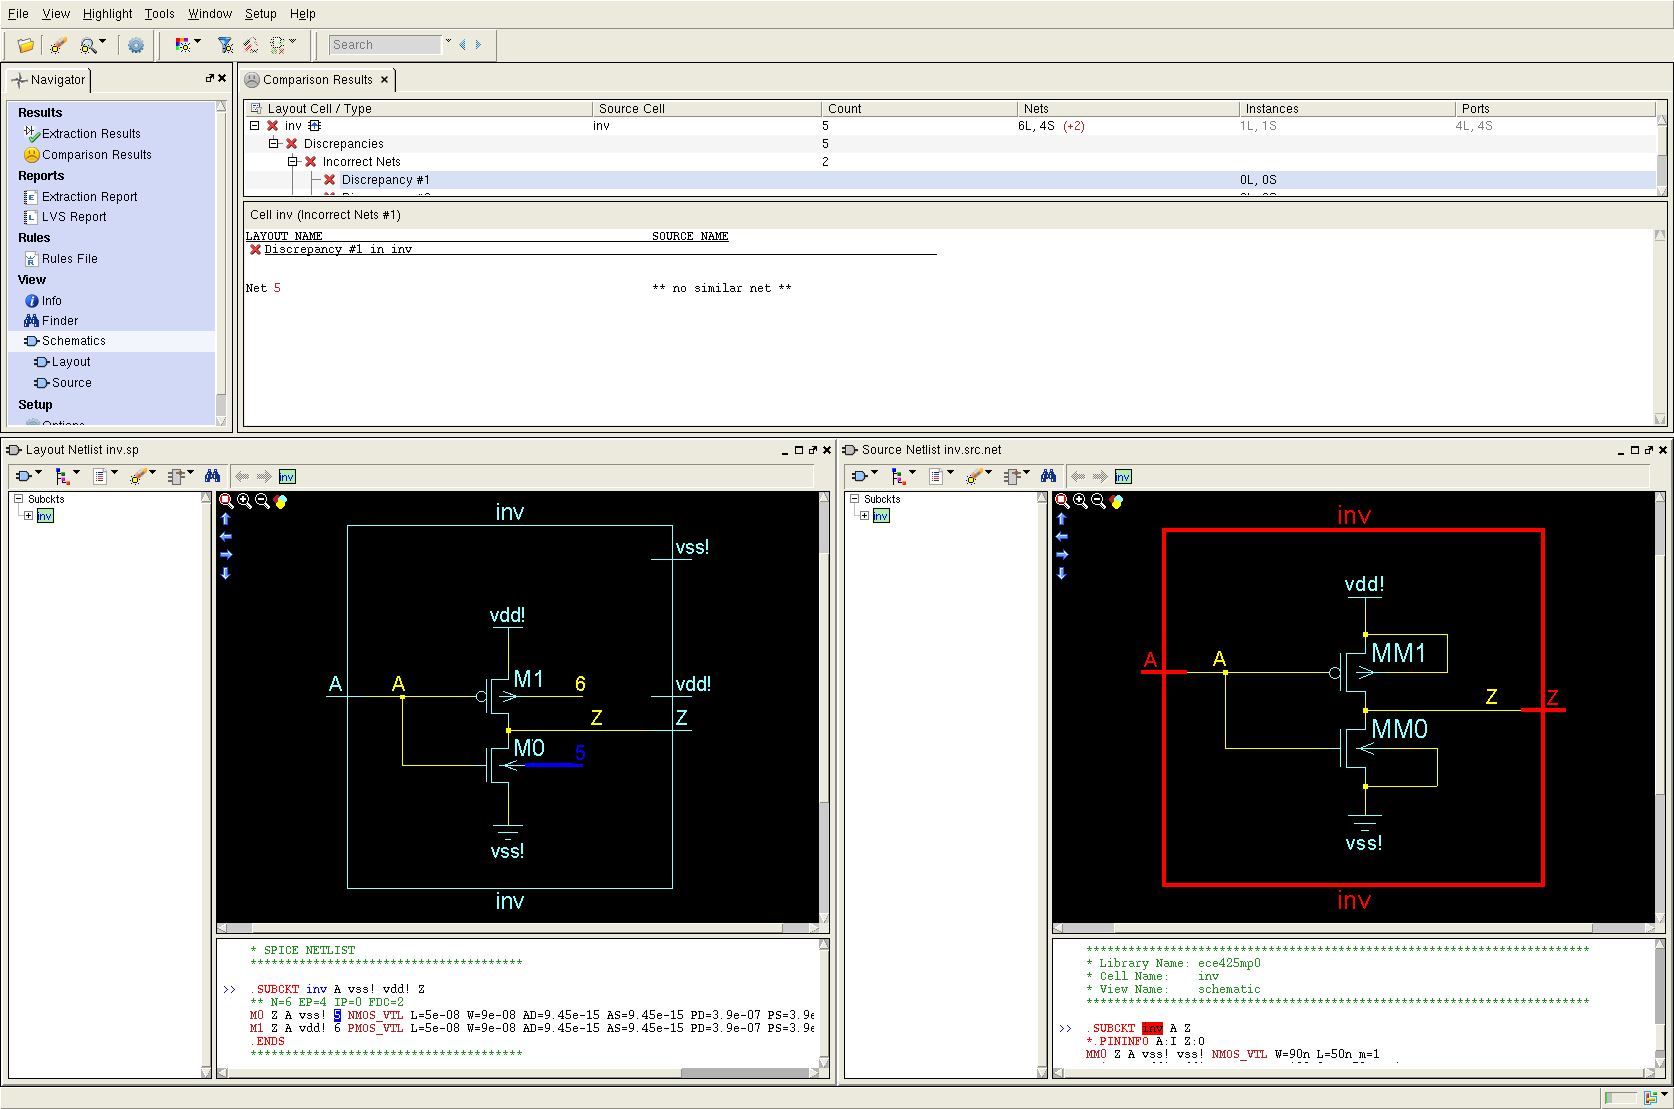 File View Highlight Tools Window Setup Help
Search
Navigator
Results
Extraction Results
Comparison Results
Reports
Extraction Report
LVS Report
Rules
Rules File
View
Info
Finder
Schematics
Layout
Source
Setup
Options
Comparison Results
Layout Cell / Type Source Cell Count Nets Instances Ports
inv inv 5 6L, 4S (+2) 1L, 1S 4L, 4S
Discrepancies 5
Incorrect Nets 2
Discrepancy #1 0L, 0S
Cell inv (Incorrect Nets #1)
LAYOUT NAME SOURCE NAME
Discrepancy #1 in inv
Net 5 ** no similar net **
Layout Netlist inv.sp
inv
Subckts
inv
inv
vss!
vdd!
M1
6
A
A
vdd!
Z
Z
M0
5
vss!
inv
* SPICE NETLIST
***************************************
>> .SUBCKT inv A vss! vdd! Z
** N=6 EP=4 IP=0 FDC=2
M0 Z A vss! 5 NMOS_VTL L=5e-08 W=9e-08 AD=9.45e-15 AS=9.45e-15 PD=3.9e-07 PS=3.9e
M1 Z A vdd! 6 PMOS_VTL L=5e-08 W=9e-08 AD=9.45e-15 AS=9.45e-15 PD=3.9e-07 PS=3.9e
.ENDS
***************************************
Source Netlist inv.src.net
inv
Subckts
inv
inv
vdd!
MM1
A
A
Z
Z
MM0
vss!
inv
************************************************************************
* Library Name: ece425mp0
* Cell Name: inv
* View Name: schematic
************************************************************************
>> .SUBCKT inv A Z
*.PININFO A:I Z:O
MM0 Z A vss! vss! NMOS_VTL W=90n L=50n m=1